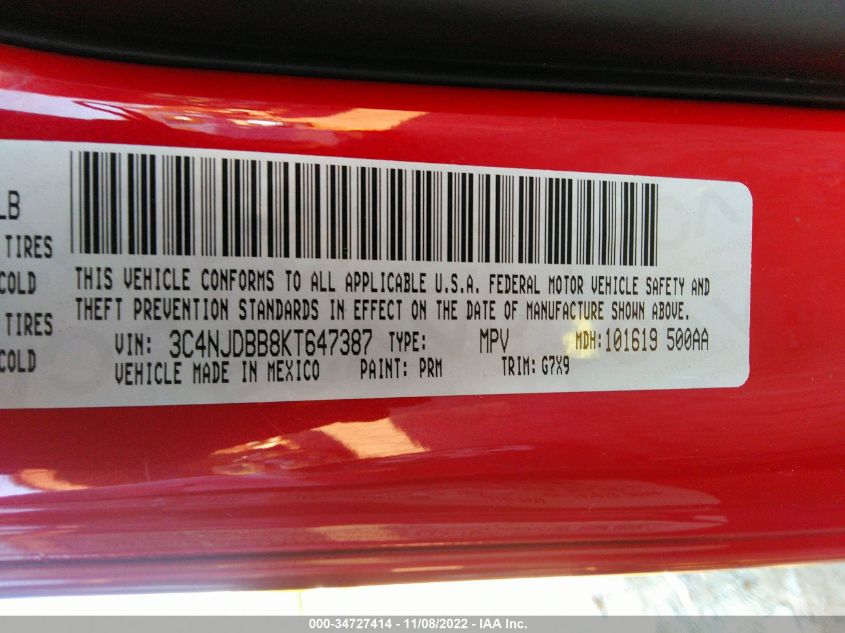 LB
TIRES
COLD
TIRES
COLD
THIS VEHICLE CONFORMS TO ALL APPLICABLE U.S.A. FEDERAL MOTOR VEHICLE SAFETY AND
THEFT PREVENTION STANDARDS IN EFFECT ON THE DATE OF MANUFACTURE SHOWN ABOVE.
VIN: 3C4NJDBB8KT647387 TYPE: MPV MDH:101619 500AA
VEHICLE MADE IN MEXICO PAINT: PRM TRIM: G7X9
000-34727414 - 11/08/2022 - IAA Inc.